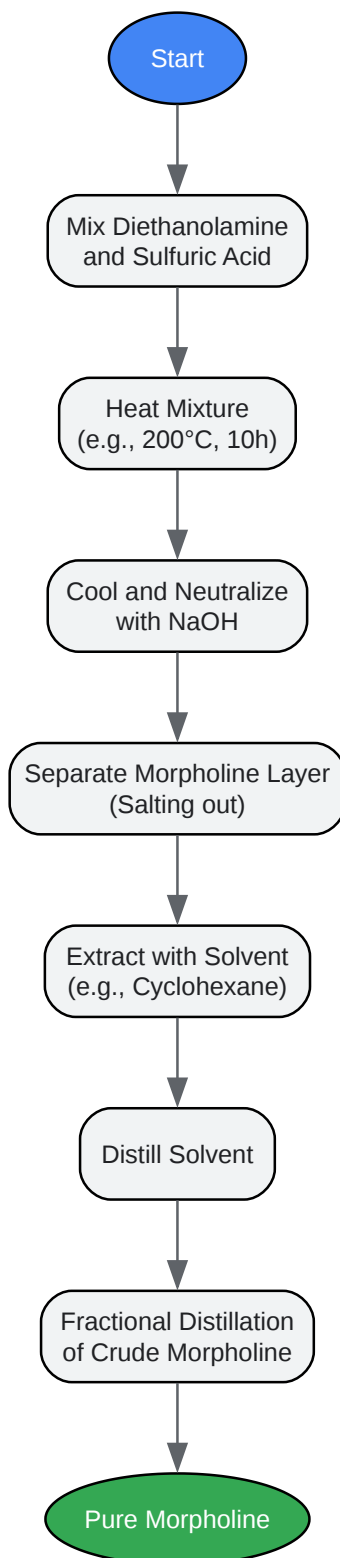 Start
Mix Diethanolamine
and Sulfuric Acid
Heat Mixture
(e.g., 200°C, 10h)
Cool and Neutralize
with NaOH
Separate Morpholine Layer
(Salting out)
Extract with Solvent
(e.g., Cyclohexane)
Distill Solvent
Fractional Distillation
of Crude Morpholine
Pure Morpholine